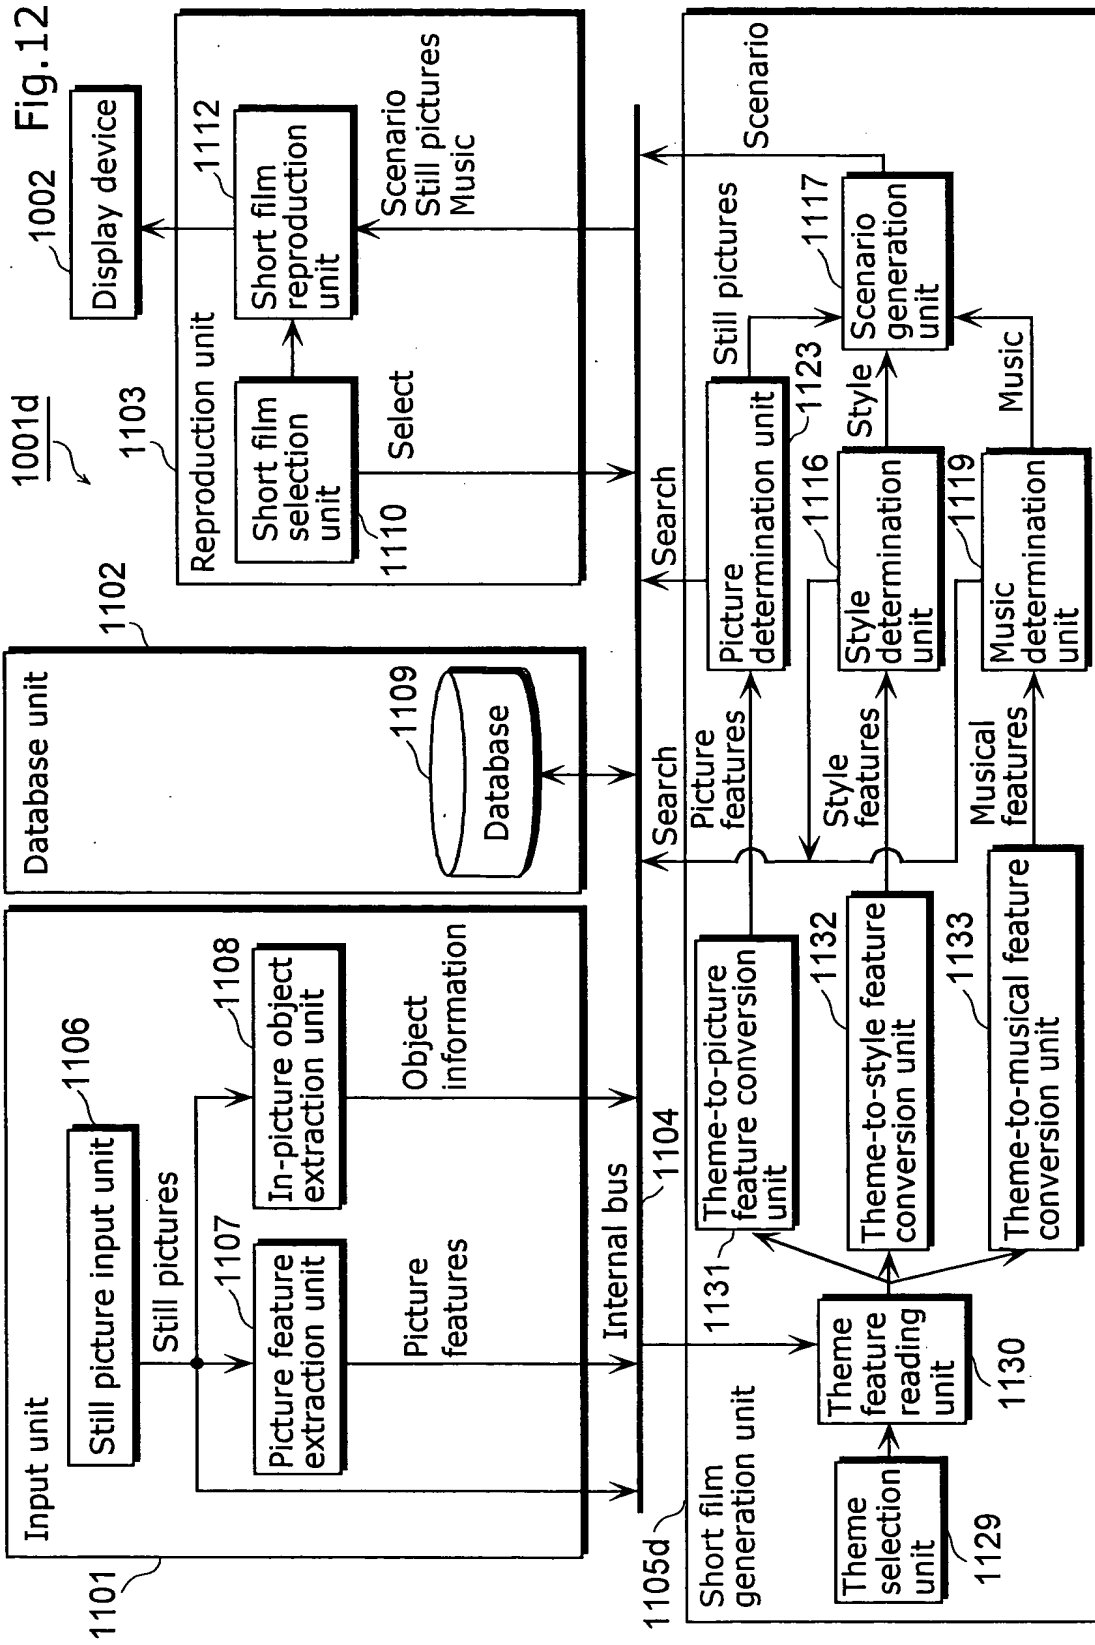 Fig.12
1001d
1101
Input unit
1106
Still picture input unit
Still pictures
1107
Picture feature
extraction unit
Picture
features
1108
In-picture object
extraction unit
Object
information
1102
Database unit
1109
Database
1103
Reproduction unit
Short film
selection
unit
1110
Select
1112
Short film
reproduction
unit
Scenario
Still pictures
Music
1002
Display device
Internal bus
1104
1105d
Short film
generation unit
Theme
selection
unit
1129
Theme
feature
reading
unit
1130
1131
Theme-to-picture
feature conversion
unit
1132
Theme-to-style feature
conversion unit
1133
Theme-to-musical feature
conversion unit
Search
Picture
features
Style
features
Musical
features
Search
Picture
determination unit
1123
Style
determination
unit
1116
Music
determination
unit
1119
Still pictures
Style
Music
Scenario
generation
unit
1117
Scenario